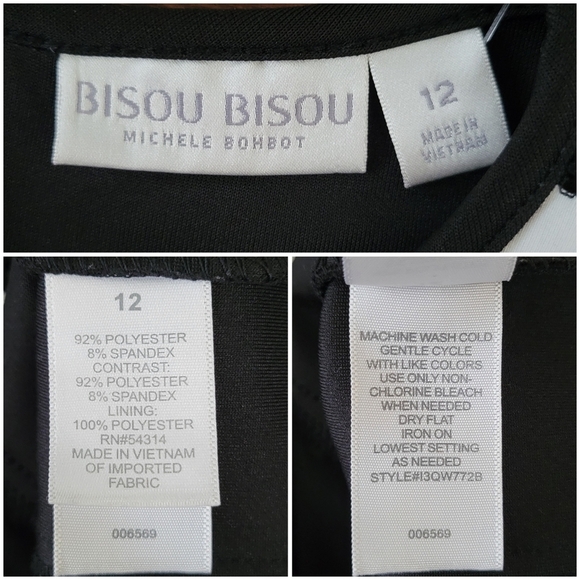 BISOU BISOU
MICHELE BOHBOT
12
MADE IN
VIETNAM
12
92% POLYESTER
8% SPANDEX
CONTRAST:
92% POLYESTER
8% SPANDEX
LINING:
100% POLYESTER
RN#54314
MADE IN VIETNAM
OF IMPORTED
FABRIC
006569
MACHINE WASH COLD
GENTLE CYCLE
WITH LIKE COLORS
USE ONLY NON-
CHLORINE BLEACH
WHEN NEEDED
DRY FLAT
IRON ON
LOWEST SETTING
AS NEEDED
STYLE#I3QW772B
006569